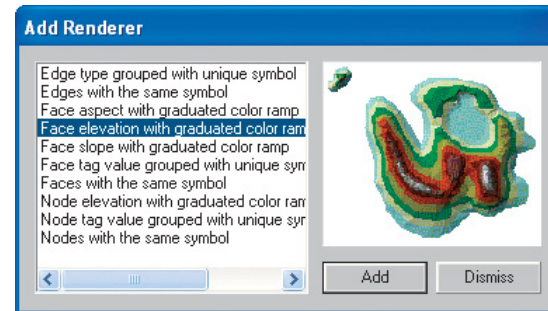 Add Renderer
Edge type grouped with unique symbol
Edges with the same symbol
Face aspect with graduated color ramp
Face elevation with graduated color ram
Face slope with graduated color ramp
Face tag value grouped with unique sym
Faces with the same symbol
Node elevation with graduated color ram
Node tag value grouped with unique syr
Nodes with the same symbol
Add
Dismiss